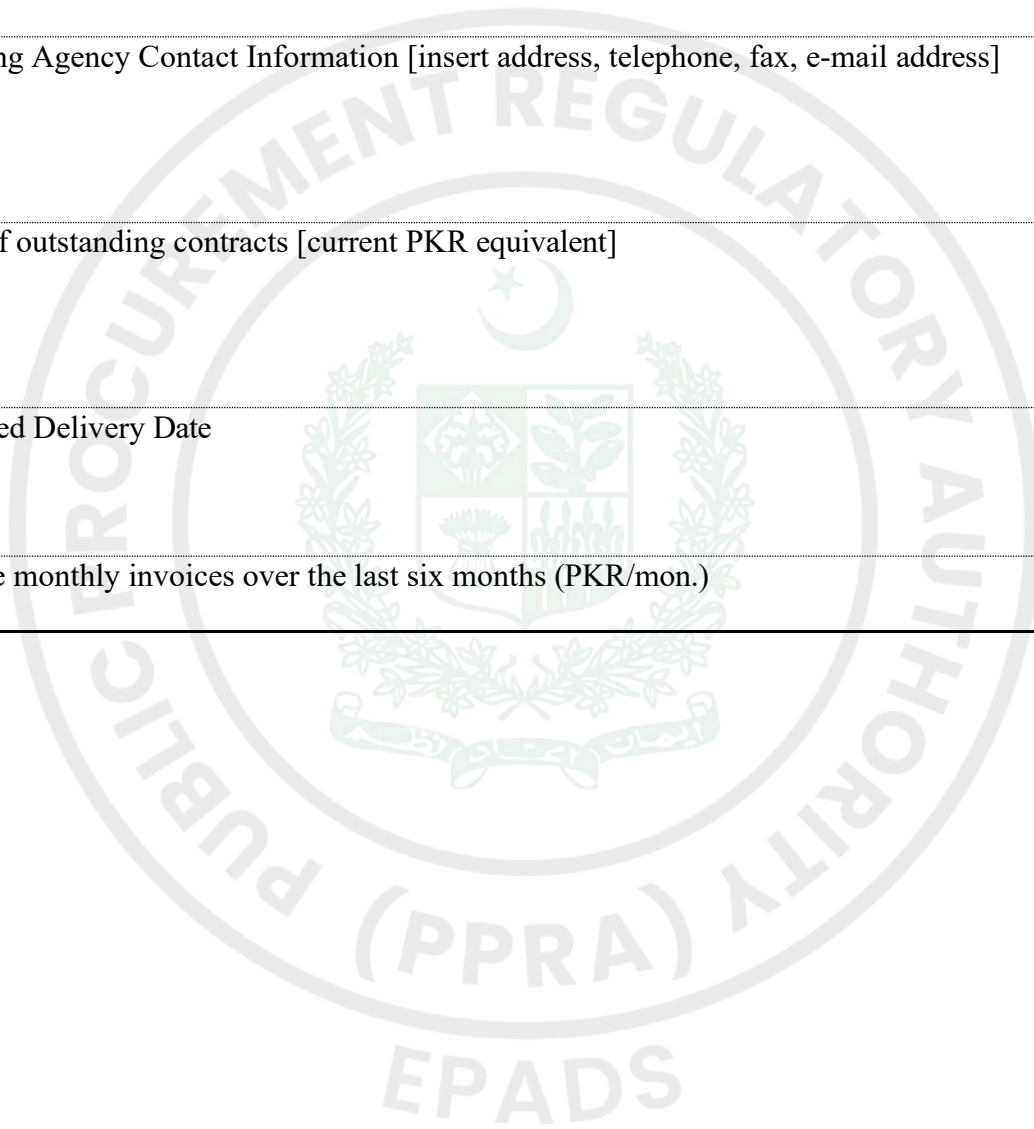 ng Agency Contact Information [insert address, telephone, fax, e-mail address]
f outstanding contracts [current PKR equivalent]
ed Delivery Date
e monthly invoices over the last six months (PKR/mon.)
PUBLIC PROCUREMENT REGULATORY AUTHORITY
(PPRA)
EPADS